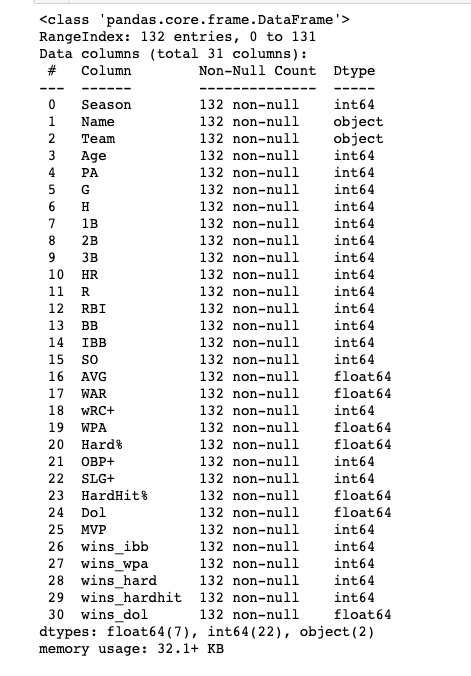 <class 'pandas.core.frame.DataFrame'>
RangeIndex: 132 entries, 0 to 131
Data columns (total 31 columns):
 #   Column        Non-Null Count  Dtype
---  ------        --------------  -----
 0   Season        132 non-null    int64
 1   Name          132 non-null    object
 2   Team          132 non-null    object
 3   Age           132 non-null    int64
 4   PA            132 non-null    int64
 5   G             132 non-null    int64
 6   H             132 non-null    int64
 7   1B            132 non-null    int64
 8   2B            132 non-null    int64
 9   3B            132 non-null    int64
 10  HR            132 non-null    int64
 11  R             132 non-null    int64
 12  RBI           132 non-null    int64
 13  BB            132 non-null    int64
 14  IBB           132 non-null    int64
 15  SO            132 non-null    int64
 16  AVG           132 non-null    float64
 17  WAR           132 non-null    float64
 18  wRC+          132 non-null    int64
 19  WPA           132 non-null    float64
 20  Hard%         132 non-null    float64
 21  OBP+          132 non-null    int64
 22  SLG+          132 non-null    int64
 23  HardHit%      132 non-null    float64
 24  Dol           132 non-null    float64
 25  MVP           132 non-null    int64
 26  wins_ibb      132 non-null    int64
 27  wins_wpa      132 non-null    int64
 28  wins_hard     132 non-null    int64
 29  wins_hardhit  132 non-null    int64
 30  wins_dol      132 non-null    float64
dtypes: float64(7), int64(22), object(2)
memory usage: 32.1+ KB